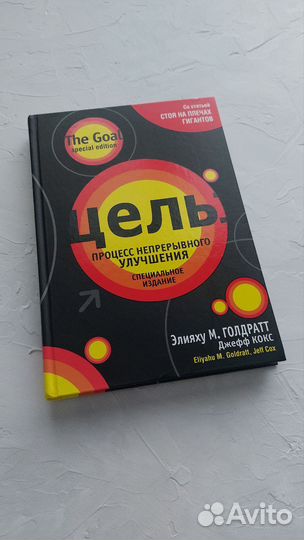 Со статьей
СТОЯ НА ПЛЕЧАХ
ГИГАНТОВ
The Goal
special edition
цель.
ПРОЦЕСС НЕПРЕРЫВНОГО
УЛУЧШЕНИЯ
СПЕЦИАЛЬНОЕ
ИЗДАНИЕ
Элияху М. ГОЛДРАТТ
Джефф КОКС
Eliyahu M. Goldratt, Jeff Cox
Avito